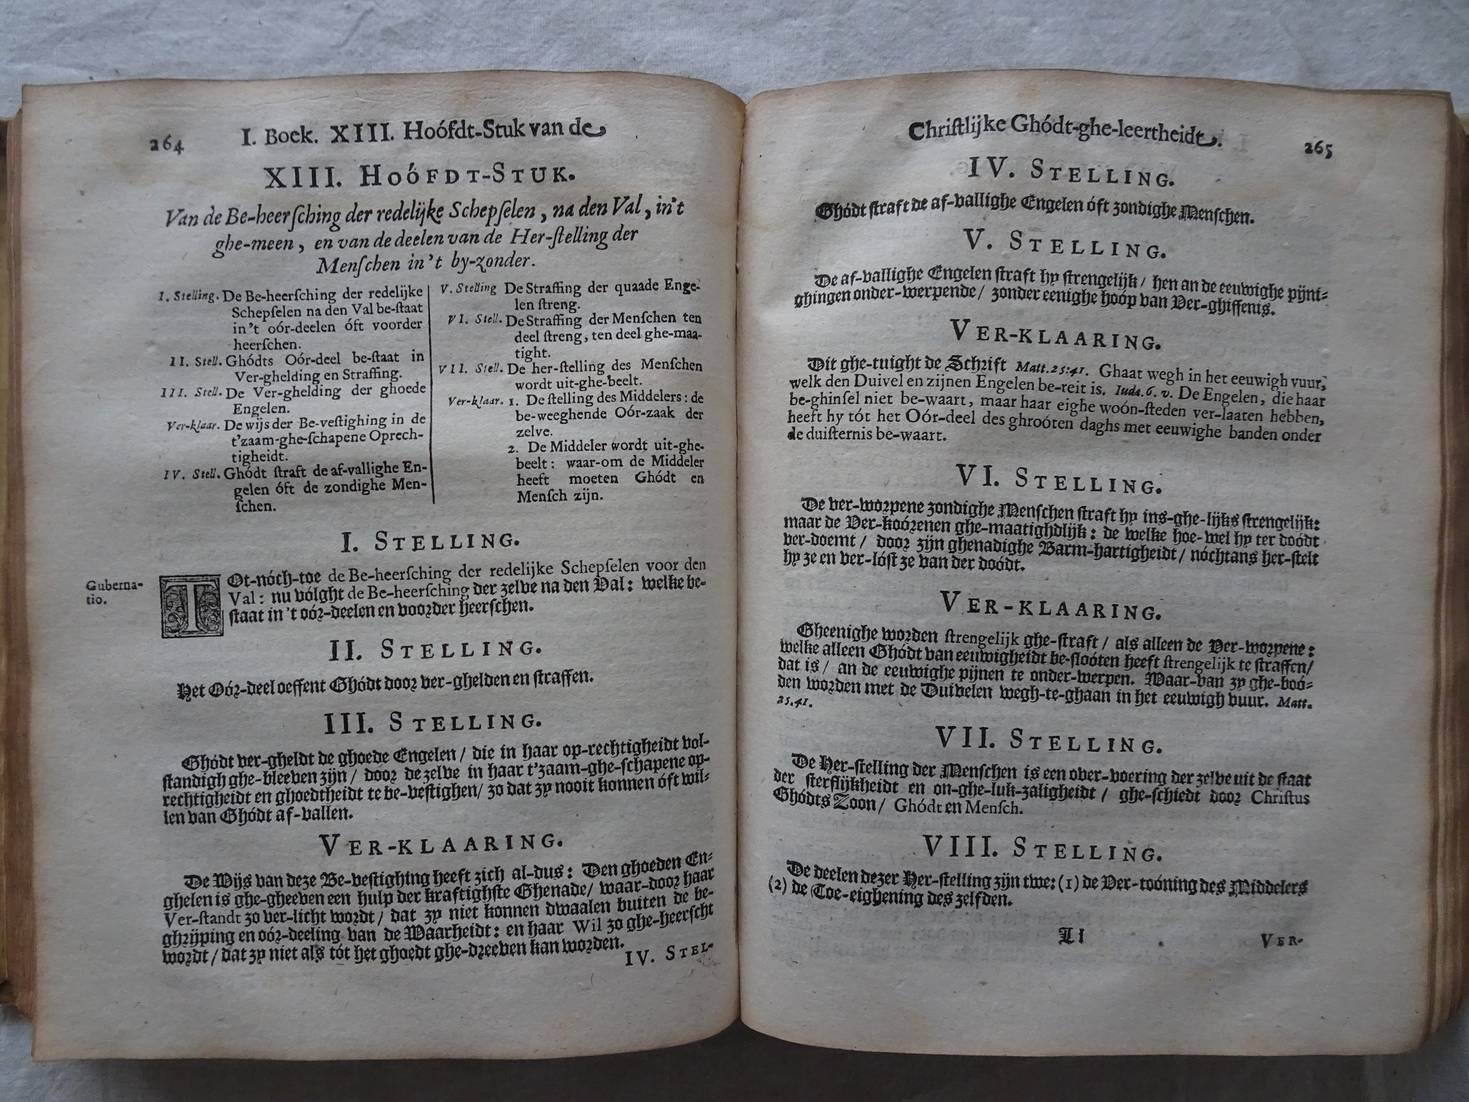 264
I. Boek. XIII. Hoófdt-Stuk van de
XIII. HOÓFDT-STUK.
Van de Be-heerſching der redelijke Schepſelen, na den Val, in't
ghe-meen, en van de deelen van de Her-ſtelling der
Menſchen in't by-zonder.
I. Stelling. De Be-heerſching der redelijke
Schepſelen na den Val be-ſtaat
in't oór-deelen óft voorder
heerſchen.
II. Stell. Ghódts Oór-deel be-ſtaat in
Ver-ghelding en Straffing.
III. Stell. De Ver-ghelding der ghoede
Engelen.
Ver-klaar. De wijs der Be-veſtighing in de
t'zaam-ghe-ſchapene Oprech-
tigheidt.
IV. Stell. Ghódt ſtraft de af-vallighe En-
gelen óft de zondighe Men-
ſchen.
V. Stelling De Straffing der quaade Enge-
len ſtreng.
VI. Stell. De Straffing der Menſchen ten
deel ſtreng, ten deel ghe-maa-
tight.
VII. Stell. De her-ſtelling des Menſchen
wordt uit-ghe-beelt.
Ver-klaar. 1. De ſtelling des Middelers: de
be-weeghende Oór-zaak der
zelve.
2. De Middeler wordt uit-ghe-
beelt: waar-om de Middeler
heeft moeten Ghódt en
Menſch zijn.
I. STELLING.
Guberna-
tio.
TOt-nóch-toe de Be-heerſching der redelijke Schepſelen voor den
Val: nu vólght de Be-heerſching der zelve na den Val: welke be-
ſtaat in't oór-deelen en voorder heerſchen.
II. STELLING.
Het Oór-deel oeffent Ghódt door ver-ghelden en ſtraffen.
III. STELLING.
Ghódt ver-gheldt de ghoede Engelen/ die in haar op-rechtigheidt vol-
ſtandigh ghe-bleeven zijn/ door de zelve in haar t'zaam-ghe-ſchapene op-
rechtigheidt en ghoedtheidt te be-veſtighen/ zo dat zy nooit konnen óft wil-
len van Ghódt af-vallen.
VER-KLAARING.
De Wijs van deze Be-veſtighing heeft zich al-dus: Den ghoeden En-
ghelen is ghe-gheeven een hulp der kraftighſte Ghenade/ waar-door haar
Ver-ſtandt zo ver-licht wordt/ dat zy niet konnen dwaalen buiten de be-
ghrijping en oór-deeling van de Waarheidt: en haar Wil zo ghe-heerſcht
wordt/ dat zy niet als tót het ghoedt ghe-dreeven kan worden.
IV. STEL-
Chriſtlijke Ghódt-ghe-leertheidt.
265
IV. STELLING.
Ghódt ſtraft de af-vallighe Engelen óft zondighe Menſchen.
V. STELLING.
De af-vallighe Engelen ſtraft hy ſtrengelijk/ hen an de eeuwighe pijni-
ghingen onder-werpende/ zonder eenighe hoóp van Ver-ghiffenis.
VER-KLAARING.
Dit ghe-tuight de Schrift Matt. 25:41. Ghaat wegh in het eeuwigh vuur,
welk den Duivel en zijnen Engelen be-reit is. Iuda. 6. v. De Engelen, die haar
be-ghinſel niet be-waart, maar haar eighe woón-ſteden ver-laaten hebben,
heeft hy tót het Oór-deel des ghroóten daghs met eeuwighe banden onder
de duiſternis be-waart.
VI. STELLING.
De ver-worpene zondighe Menſchen ſtraft hy ins-ghe-lijks ſtrengelijk:
maar de Ver-koórenen ghe-maatighdlijk: de welke hoe-wel hy ter doódt
ver-doemt/ door zijn ghenadighe Barm-hartigheidt/ nóchtans her-ſtelt
hy ze en ver-lóſt ze van der doódt.
VER-KLAARING.
Gheenighe worden ſtrengelijk ghe-ſtraft/ als alleen de Ver-worpene:
welke alleen Ghódt van eeuwigheidt be-ſloóten heeft ſtrengelijk te ſtraffen/
dat is/ an de eeuwighe pijnen te onder-werpen. Waar-van zy ghe-boó-
den worden met de Duivelen wegh-te-ghaan in het eeuwigh vuur. Matt.
25.41.
VII. STELLING.
De Her-ſtelling der Menſchen is een over-voering der zelve uit de ſtaat
der ſterflijkheidt en on-ghe-luk-zaligheidt/ ghe-ſchiedt door Chriſtus
Ghódts Zoon/ Ghódt en Menſch.
VIII. STELLING.
De deelen dezer Her-ſtelling zijn twe: (1) de Ver-toóning des Middelers
(2) de Toe-eighening des zelfden.
Ll
VER-